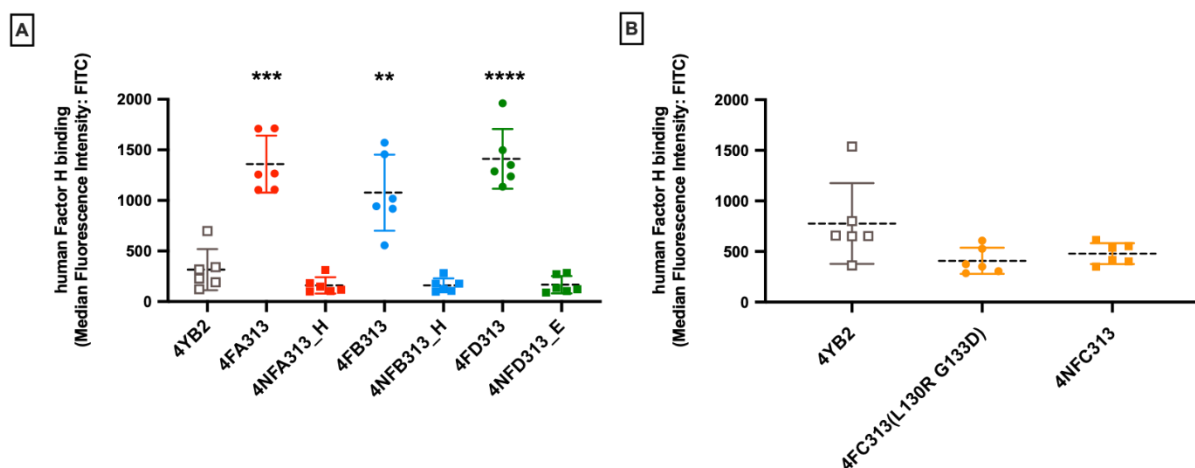 A
human Factor H binding
(Median Fluorescence Intensity: FITC)
*** ** ****
2000
1500
1000
500
0
4YB2
4FA313
4NFA313_H
4FB313
4NFB313_H
4FD313
4NFD313_E
B
human Factor H binding
(Median Fluorescence Intensity: FITC)
2000
1500
1000
500
0
4YB2
4FC313(L130R G133D)
4NFC313